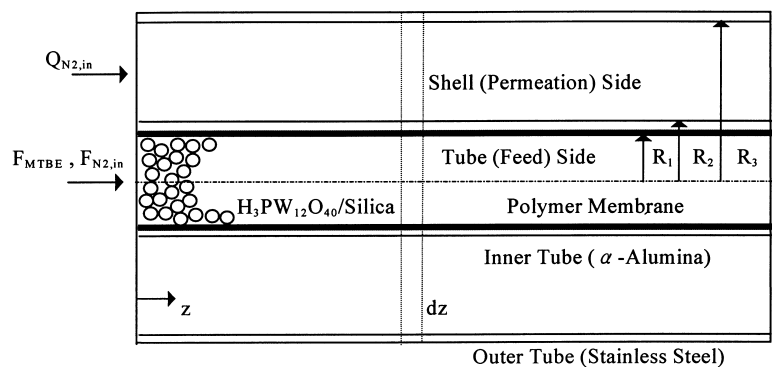 Q_N2,in
Shell (Permeation) Side
F_MTBE , F_N2,in
Tube (Feed) Side
R₁
R₂
R₃
H₃PW₁₂O₄₀/Silica
Polymer Membrane
Inner Tube ( α -Alumina)
z
dz
Outer Tube (Stainless Steel)